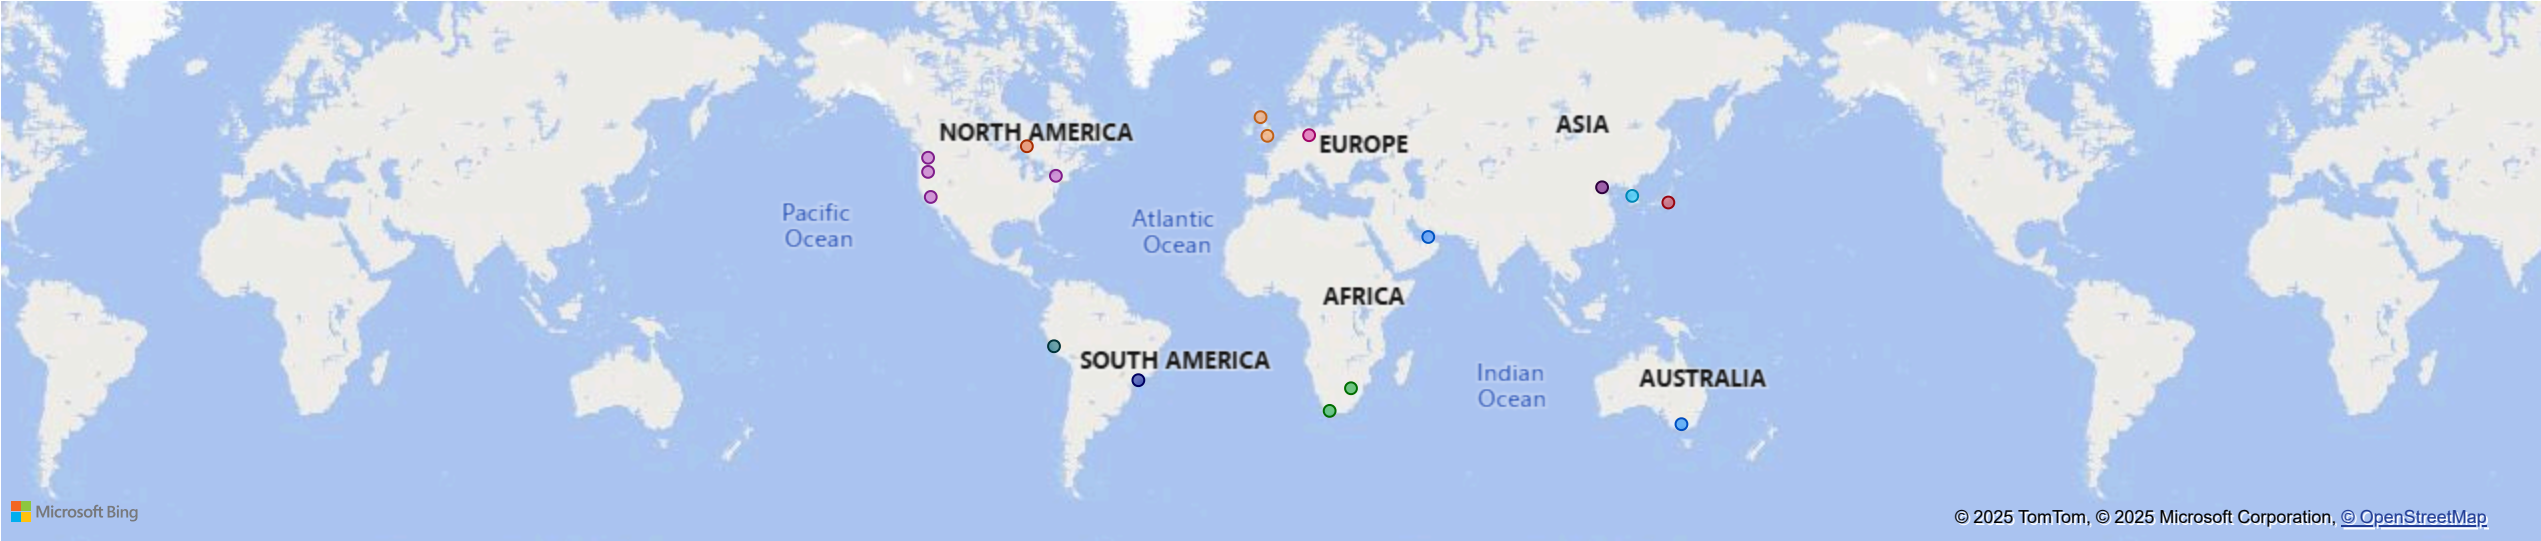 NORTH AMERICA
ASIA
EUROPE
Pacific
Ocean
Atlantic
Ocean
AFRICA
SOUTH AMERICA
Indian
Ocean
AUSTRALIA
Microsoft Bing
© 2025 TomTom, © 2025 Microsoft Corporation, © OpenStreetMap